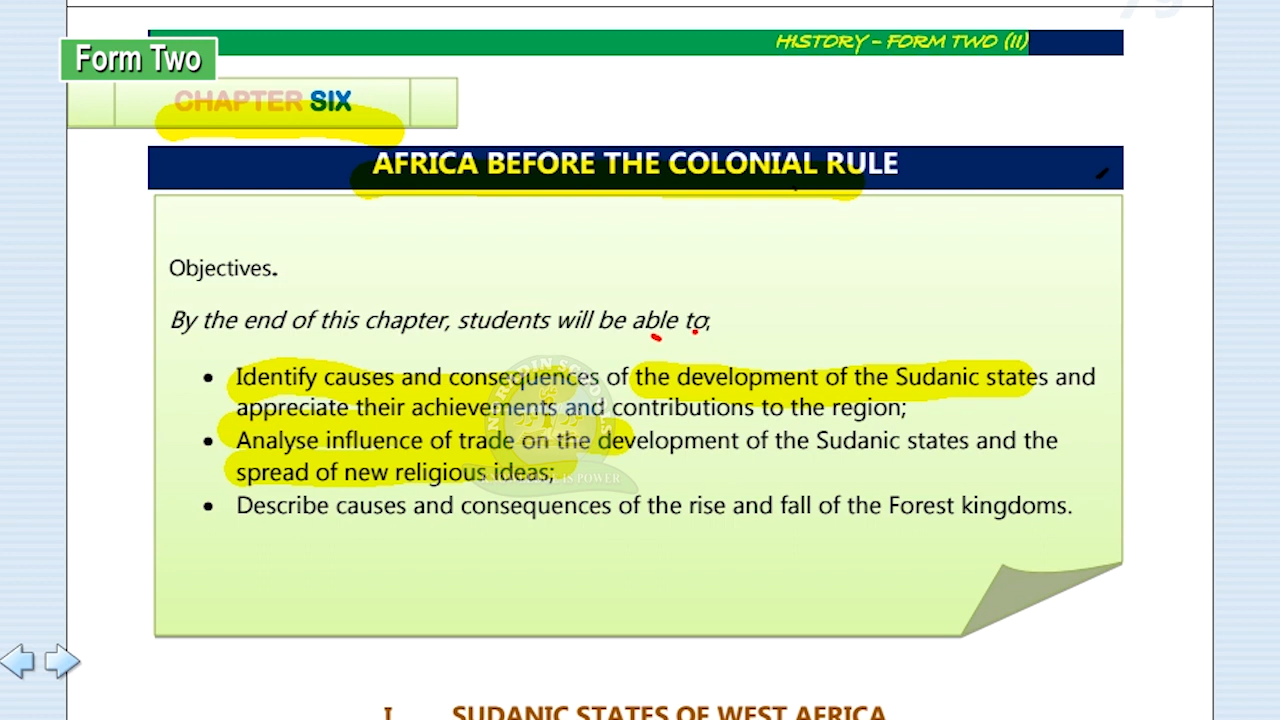 HISTORY – FORM TWO (II)
Form Two
CHAPTER SIX
AFRICA BEFORE THE COLONIAL RULE
Objectives.
By the end of this chapter, students will be able to;
• Identify causes and consequences of the development of the Sudanic states and
appreciate their achievements and contributions to the region;
• Analyse influence of trade on the development of the Sudanic states and the
spread of new religious ideas;
• Describe causes and consequences of the rise and fall of the Forest kingdoms.
I SUDANIC STATES OF WEST AFRICA